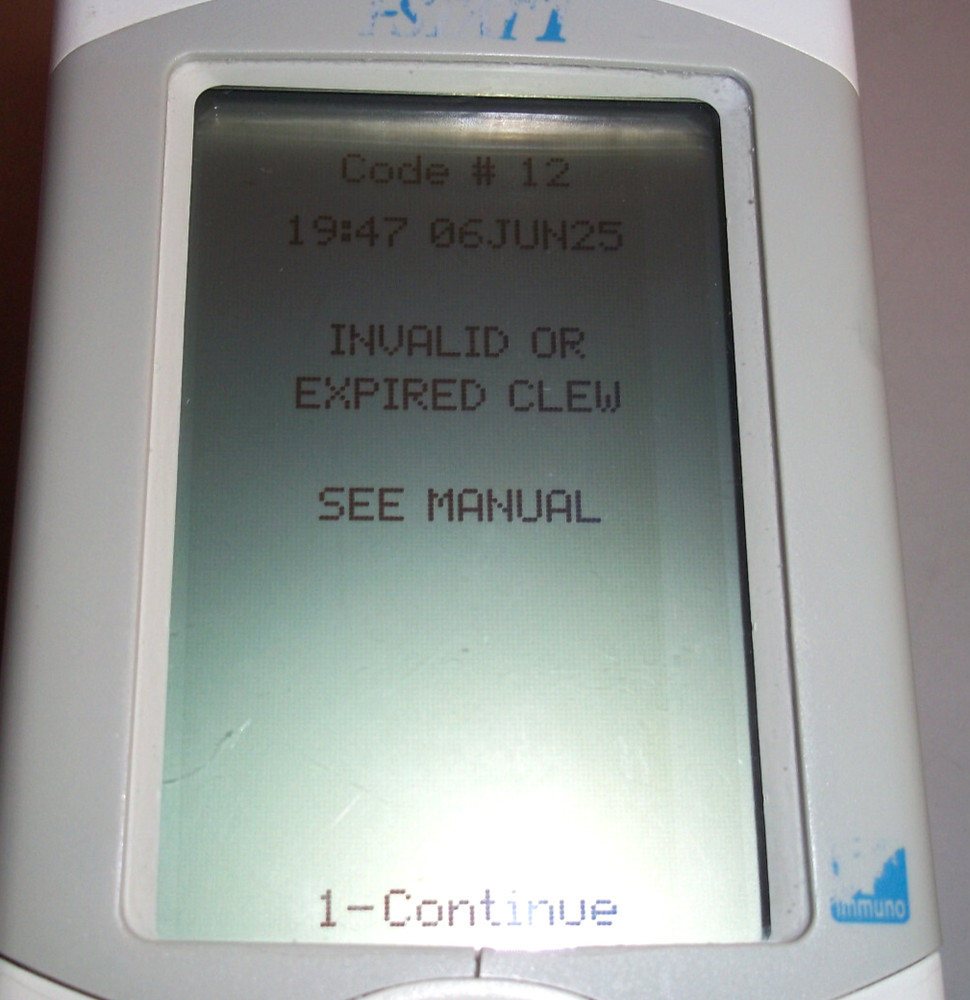 Code # 12
19:47 06JUN25
INVALID OR
EXPIRED CLEW
SEE MANUAL
1-Continue
immuno